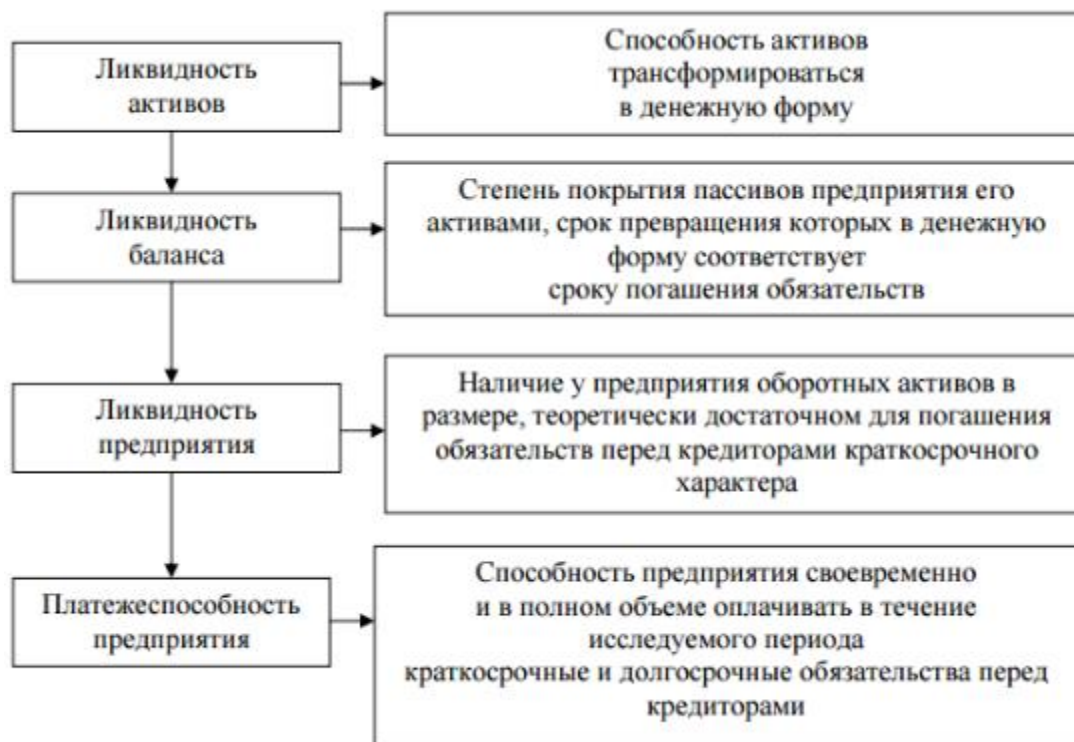 Ликвидность
активов
Способность активов
трансформироваться
в денежную форму
Ликвидность
баланса
Степень покрытия пассивов предприятия его
активами, срок превращения которых в денежную
форму соответствует
сроку погашения обязательств
Ликвидность
предприятия
Наличие у предприятия оборотных активов в
размере, теоретически достаточном для погашения
обязательств перед кредиторами краткосрочного
характера
Платежеспособность
предприятия
Способность предприятия своевременно
и в полном объеме оплачивать в течение
исследуемого периода
краткосрочные и долгосрочные обязательства перед
кредиторами